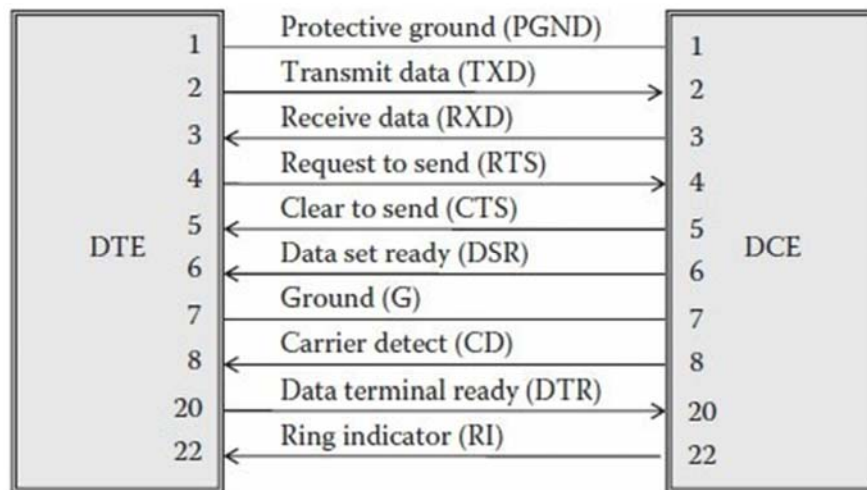 Protective ground (PGND)
1 1
Transmit data (TXD)
2 2
Receive data (RXD)
3 3
Request to send (RTS)
4 4
Clear to send (CTS)
5 5
DTE DCE
Data set ready (DSR)
6 6
Ground (G)
7 7
Carrier detect (CD)
8 8
Data terminal ready (DTR)
20 20
Ring indicator (RI)
22 22